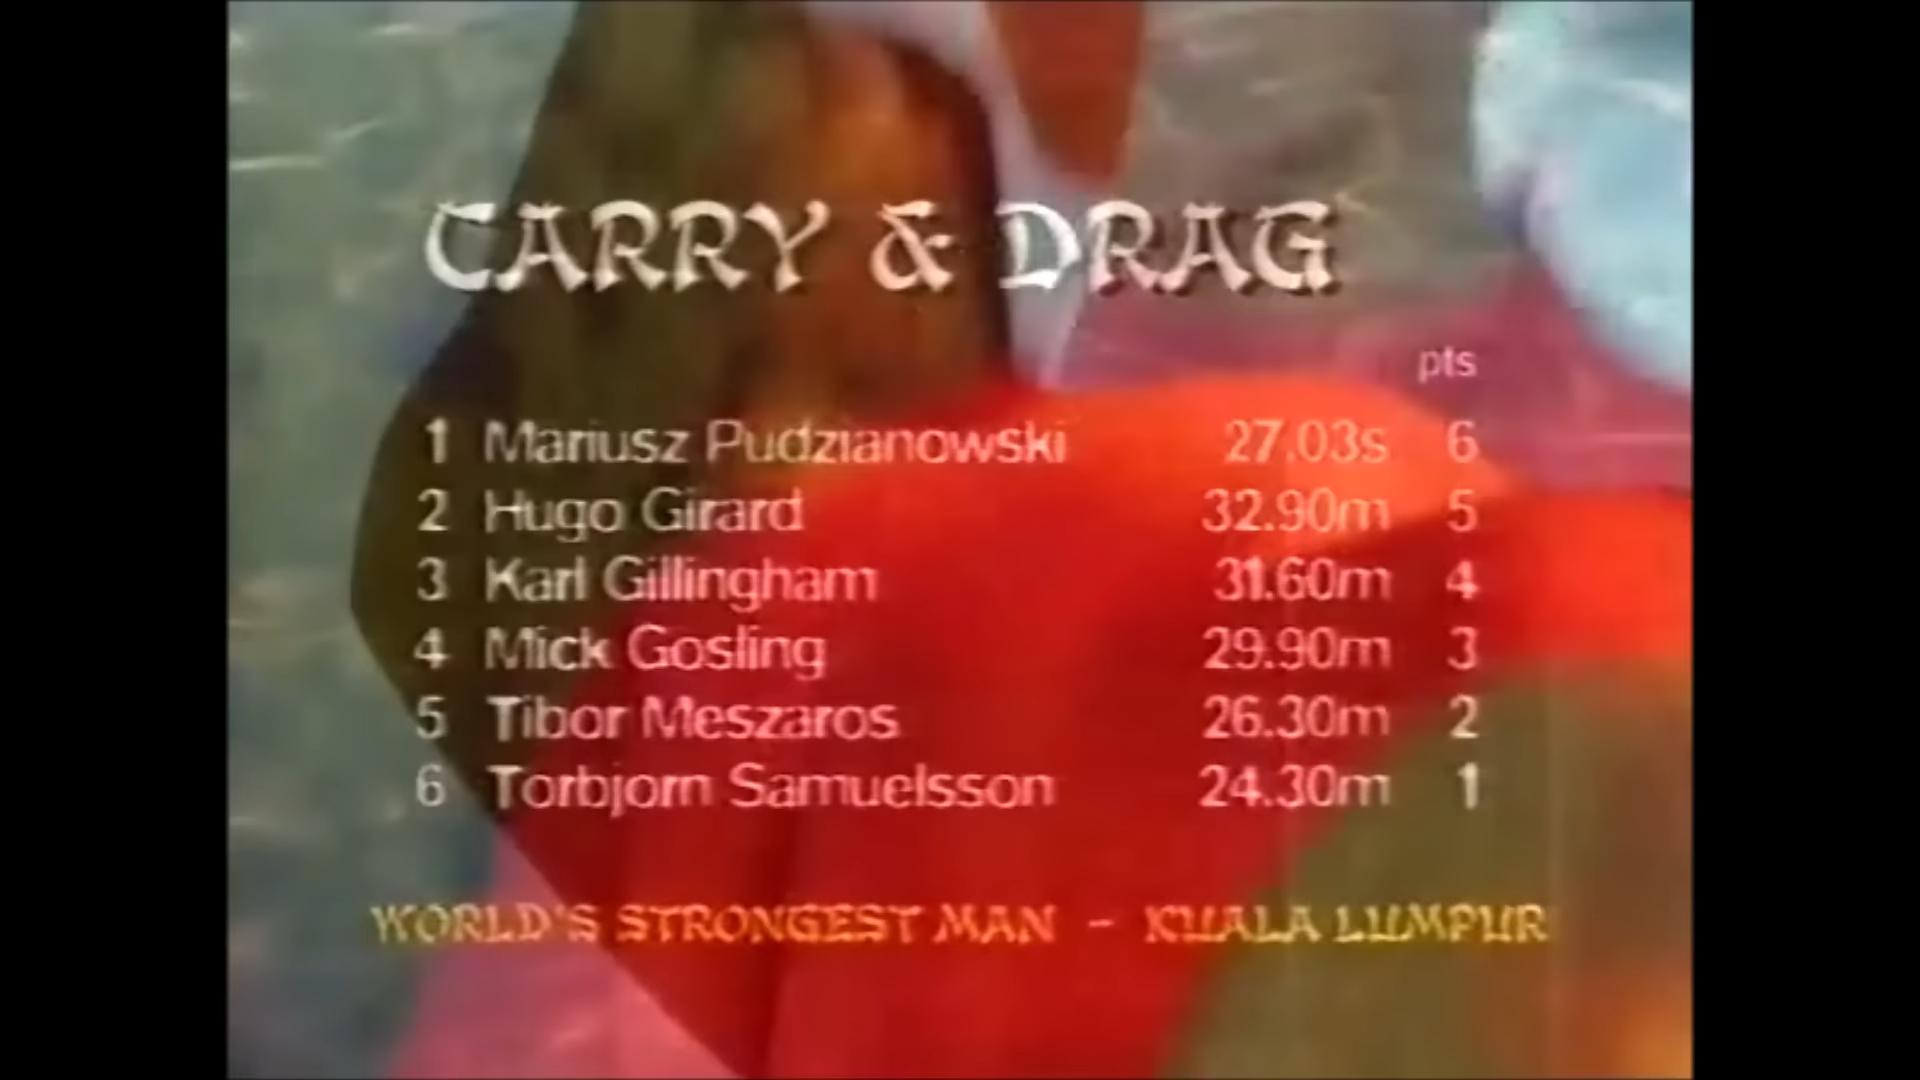 CARRY & DRAG
pts
1 Mariusz Pudzianowski 27.03s 6
2 Hugo Girard 32.90m 5
3 Karl Gillingham 31.60m 4
4 Mick Gosling 29.90m 3
5 Tibor Meszaros 26.30m 2
6 Torbjorn Samuelsson 24.30m 1
WORLD'S STRONGEST MAN - KUALA LUMPUR